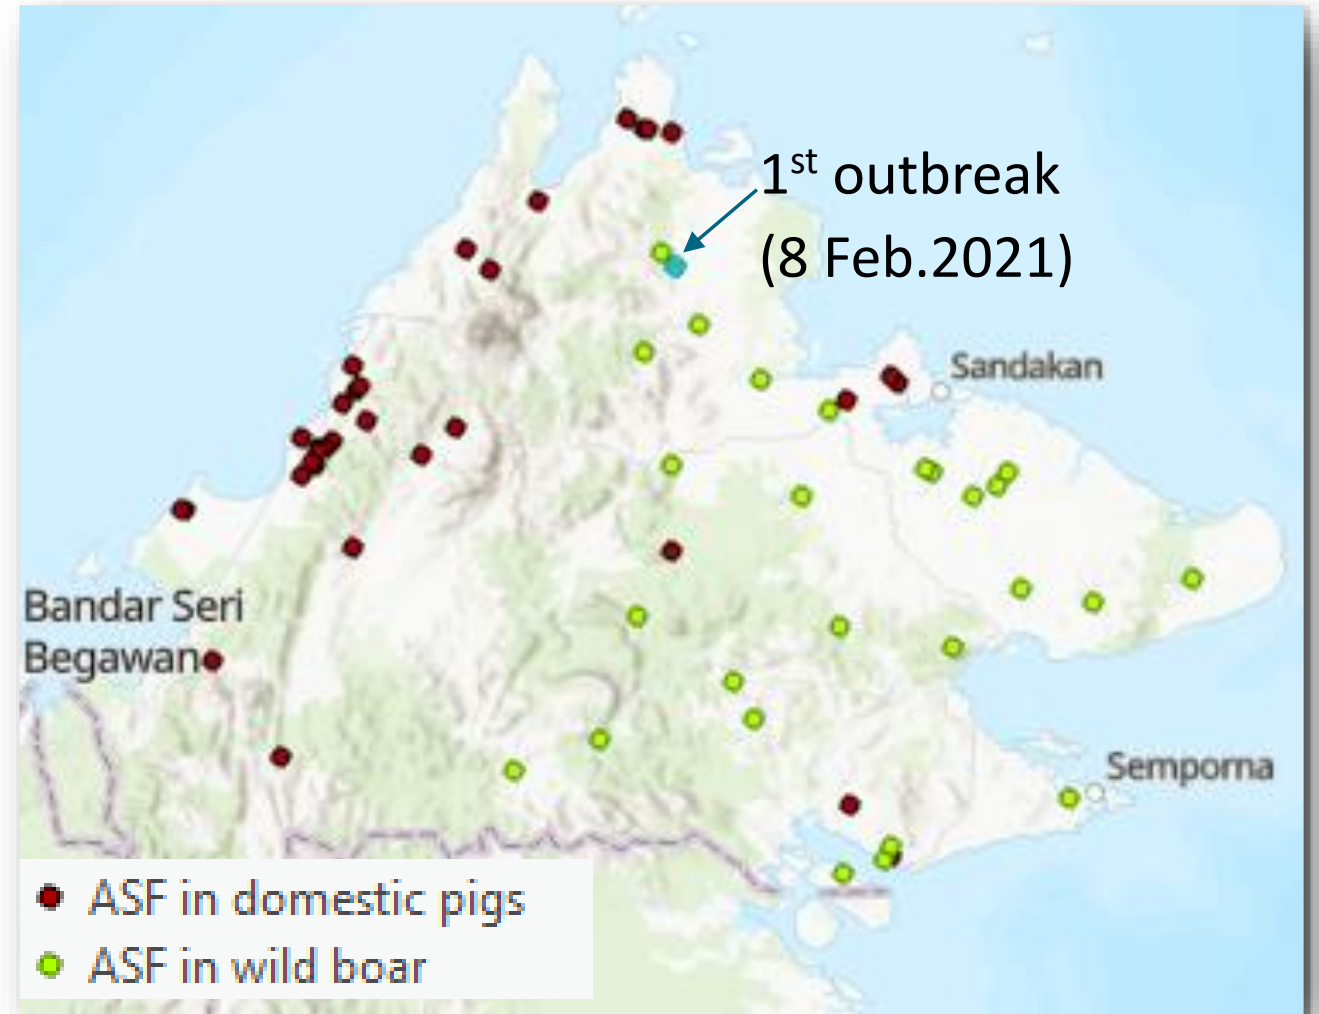 1st outbreak
(8 Feb.2021)
Sandakan
Bandar Seri
Begawan
Semporna
ASF in domestic pigs
ASF in wild boar